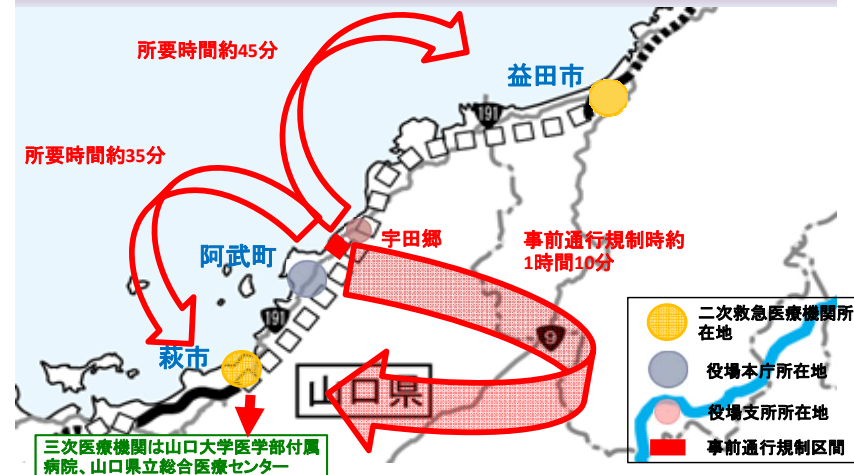 所要時間約45分
益田市
191
所要時間約35分
宇田郷
事前通行規制時約
1時間10分
阿武町
191
9
萩市
山口県
二次救急医療機関所
在地
役場本庁所在地
役場支所所在地
事前通行規制区間
三次医療機関は山口大学医学部付属
病院、山口県立総合医療センター